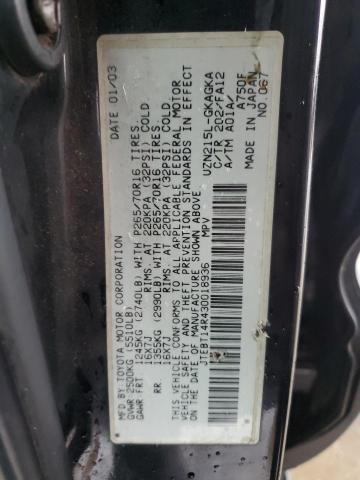 MFD. BY TOYOTA MOTOR CORPORATION 01/03
GVWR 2500KG (5510LB)
GAWR FRT 1245KG (2740LB) WITH P265/70R16 TIRES.
16X7J RIMS. AT 220KPA (32PSI) COLD
RR 1355KG (2990LB) WITH P265/70R16 TIRES.
16X7J RIMS. AT 220KPA (32PSI) COLD
THIS VEHICLE CONFORMS TO ALL APPLICABLE FEDERAL MOTOR
VEHICLE SAFETY AND THEFT PREVENTION STANDARDS IN EFFECT
ON THE DATE OF MANUFACTURE SHOWN ABOVE.
JTEBT14R430018936 MPV
UZN215L-GKAGKA
C/TR 202/FA12
A/TM A01A/ A750F
MADE IN JAPAN
NO.067